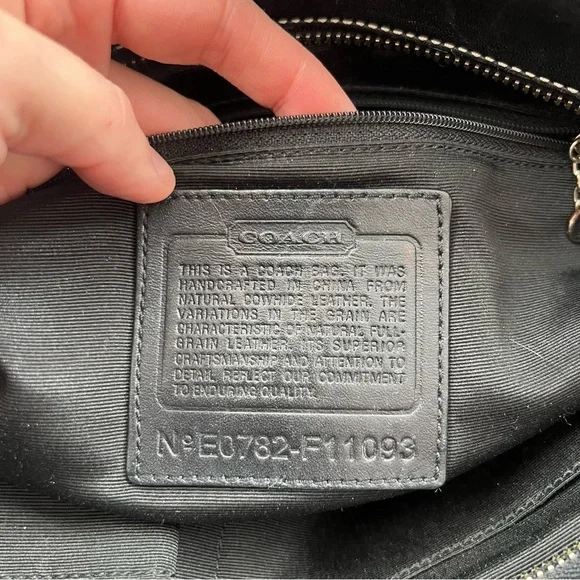 COACH
THIS IS A COACH BAG. IT WAS
HANDCRAFTED IN CHINA FROM
NATURAL COWHIDE LEATHER. THE
VARIATIONS IN THE GRAIN ARE
CHARACTERISTIC OF NATURAL FULL-
GRAIN LEATHER. ITS SUPERIOR
CRAFTSMANSHIP AND ATTENTION TO
DETAIL REFLECT OUR COMMITMENT
TO ENDURING QUALITY.
NºE0782-F11093